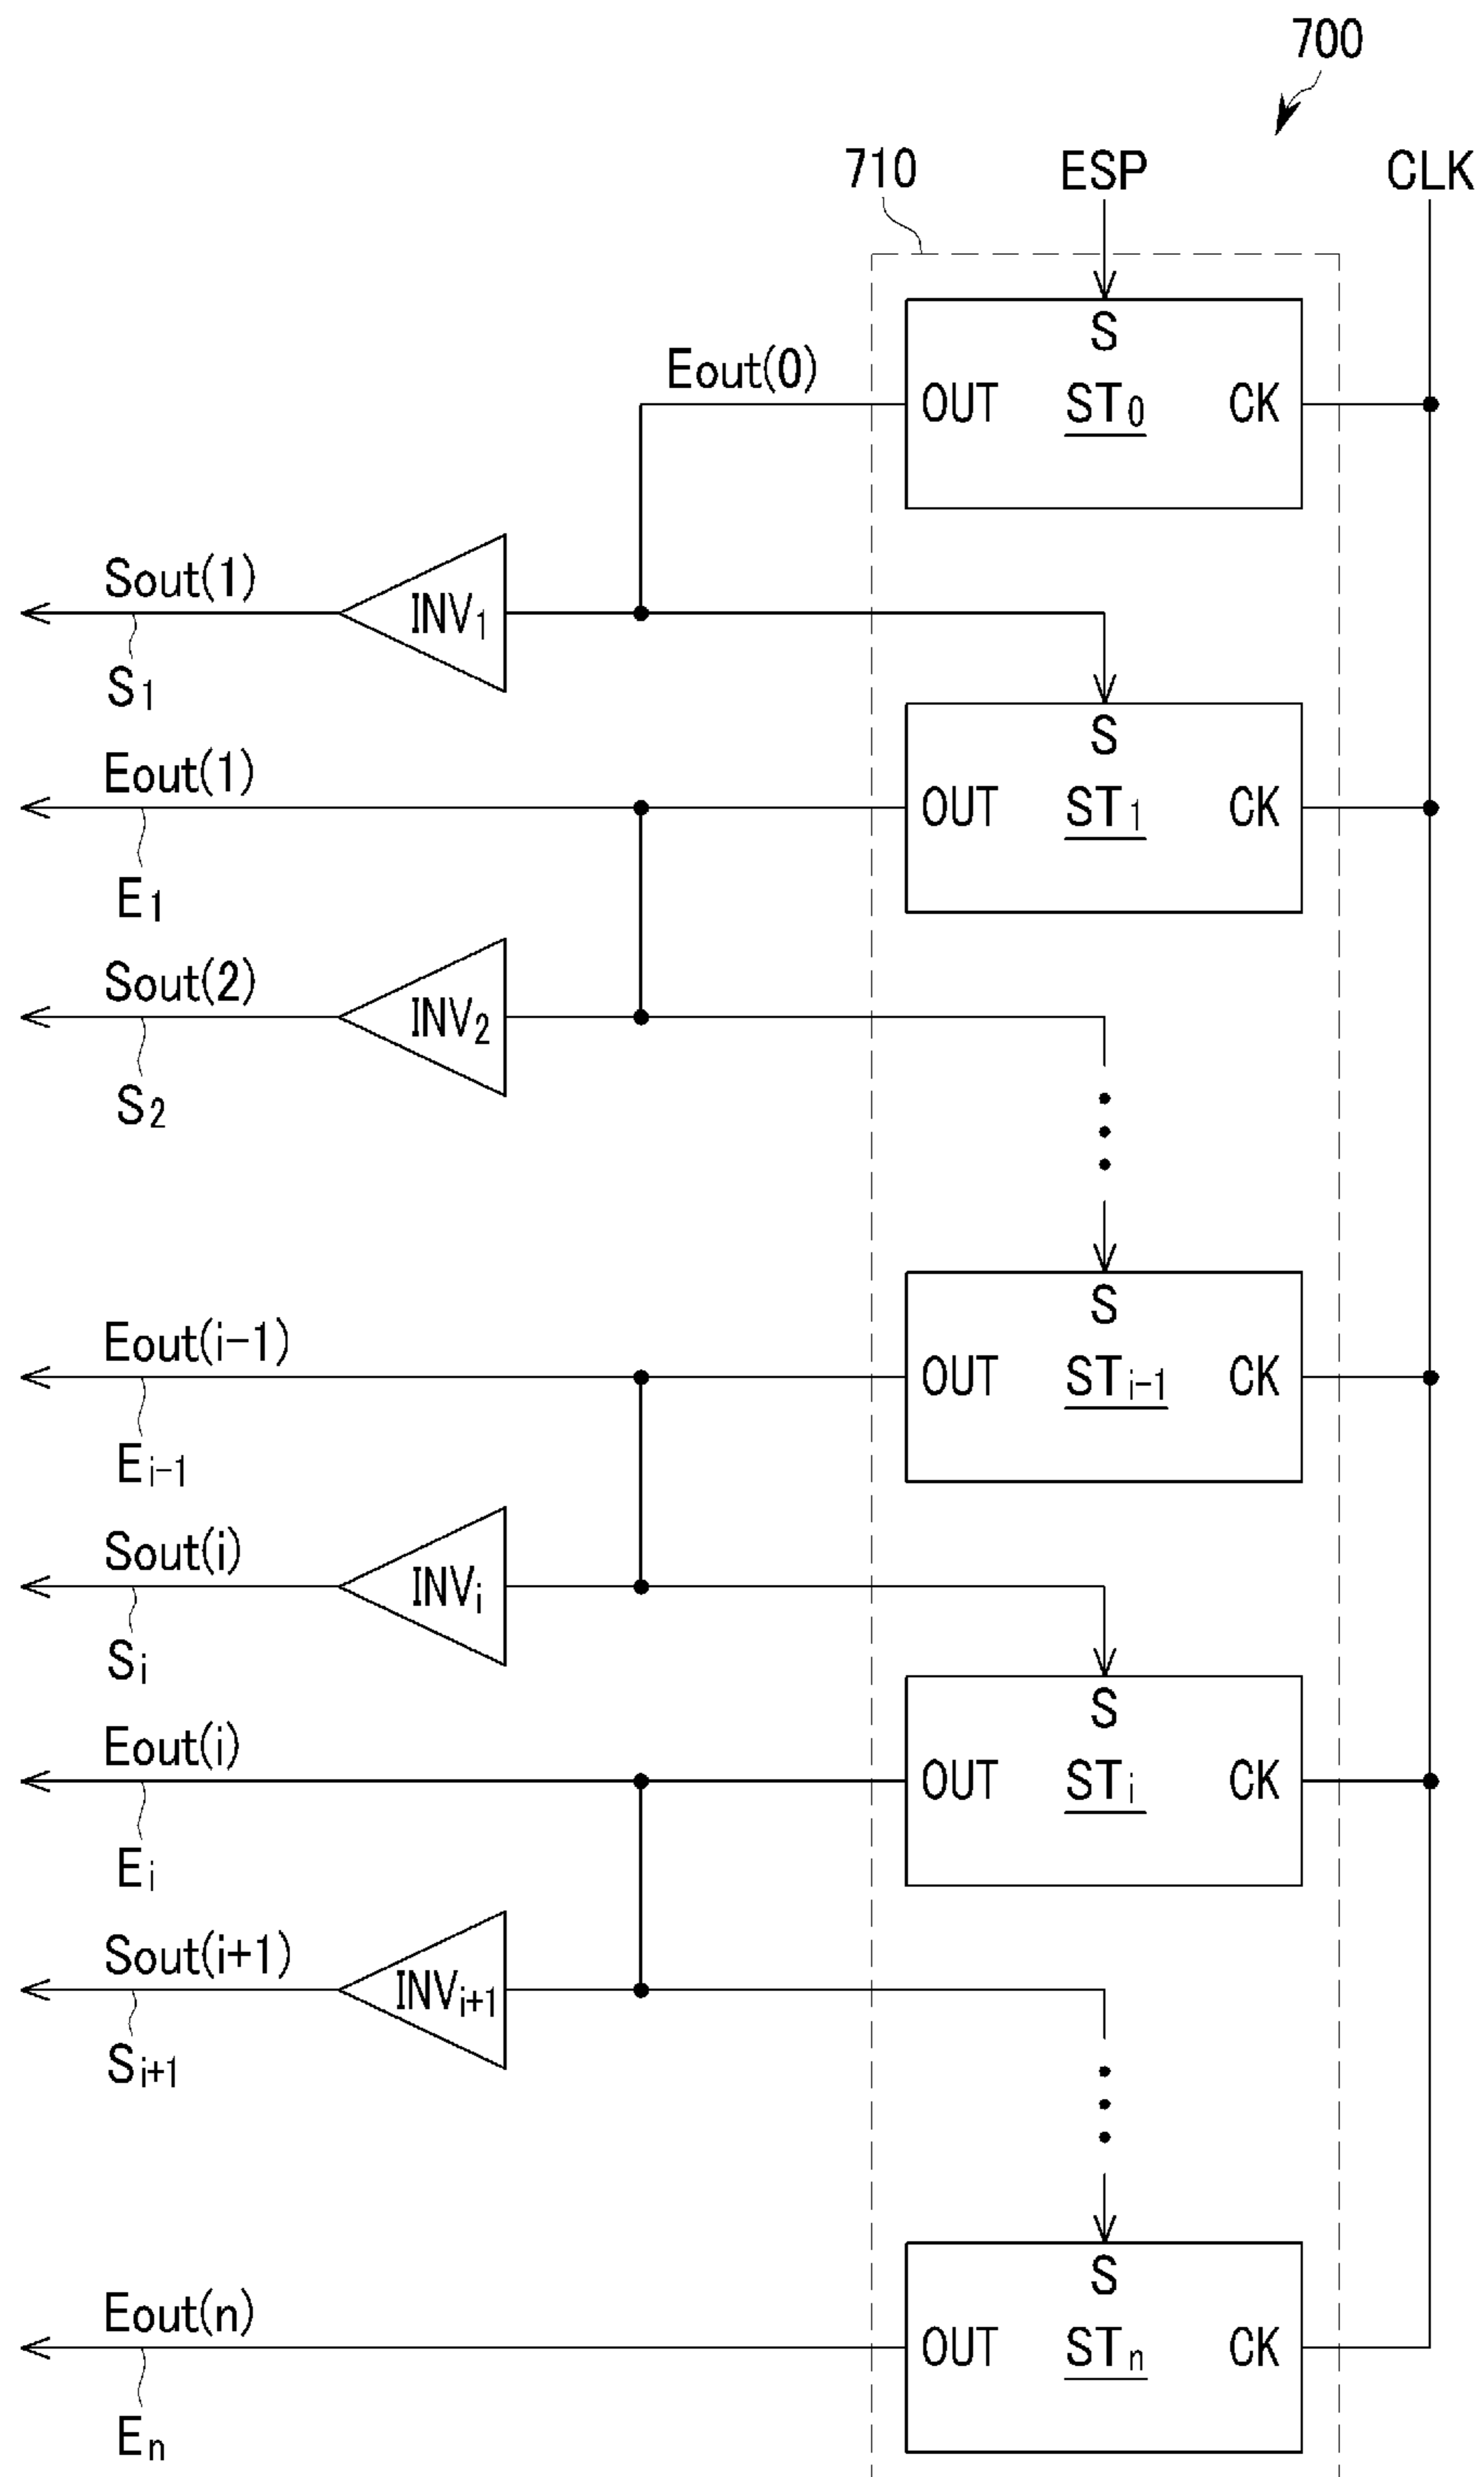 700
710 ESP CLK
S
Eout(0) OUT ST0 CK
Sout(1) INV1
S1
S
Eout(1) OUT ST1 CK
E1
Sout(2) INV2
S2
S
Eout(i-1) OUT STi-1 CK
Ei-1
Sout(i) INVi
Si
S
Eout(i) OUT STi CK
Ei
Sout(i+1) INVi+1
Si+1
S
Eout(n) OUT STn CK
En